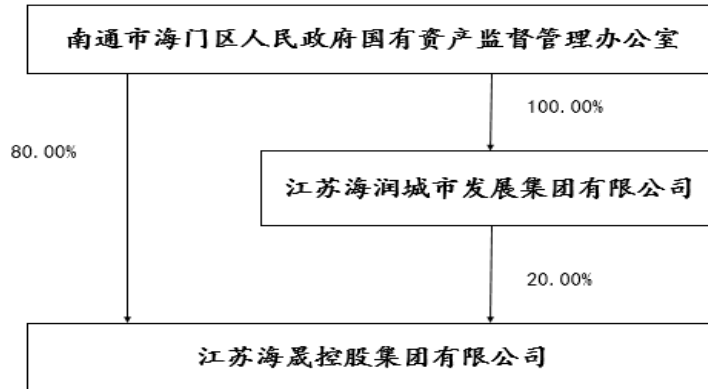 南通市海门区人民政府国有资产监督管理办公室
100.00%
80.00%
江苏海润城市发展集团有限公司
20.00%
江苏海晟控股集团有限公司